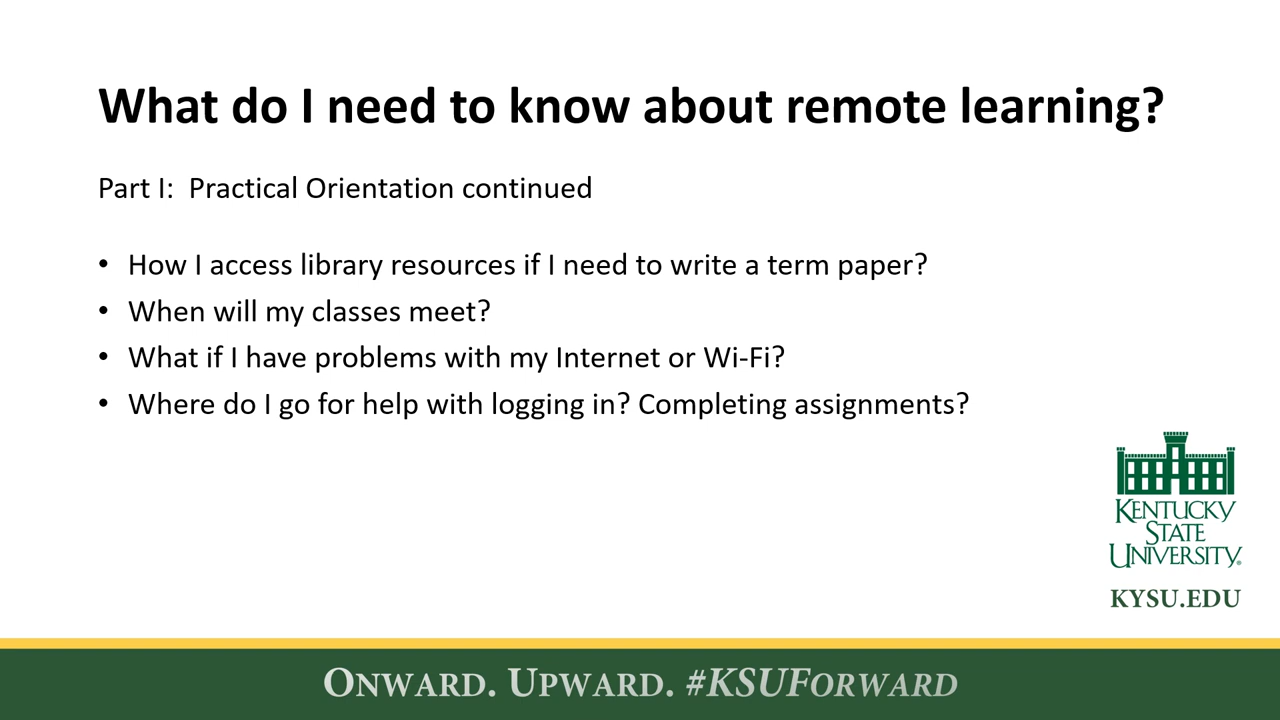 What do I need to know about remote learning?
Part I:  Practical Orientation continued
• How I access library resources if I need to write a term paper?
• When will my classes meet?
• What if I have problems with my Internet or Wi-Fi?
• Where do I go for help with logging in? Completing assignments?
KENTUCKY
STATE
UNIVERSITY®
KYSU.EDU
ONWARD. UPWARD. #KSUFORWARD